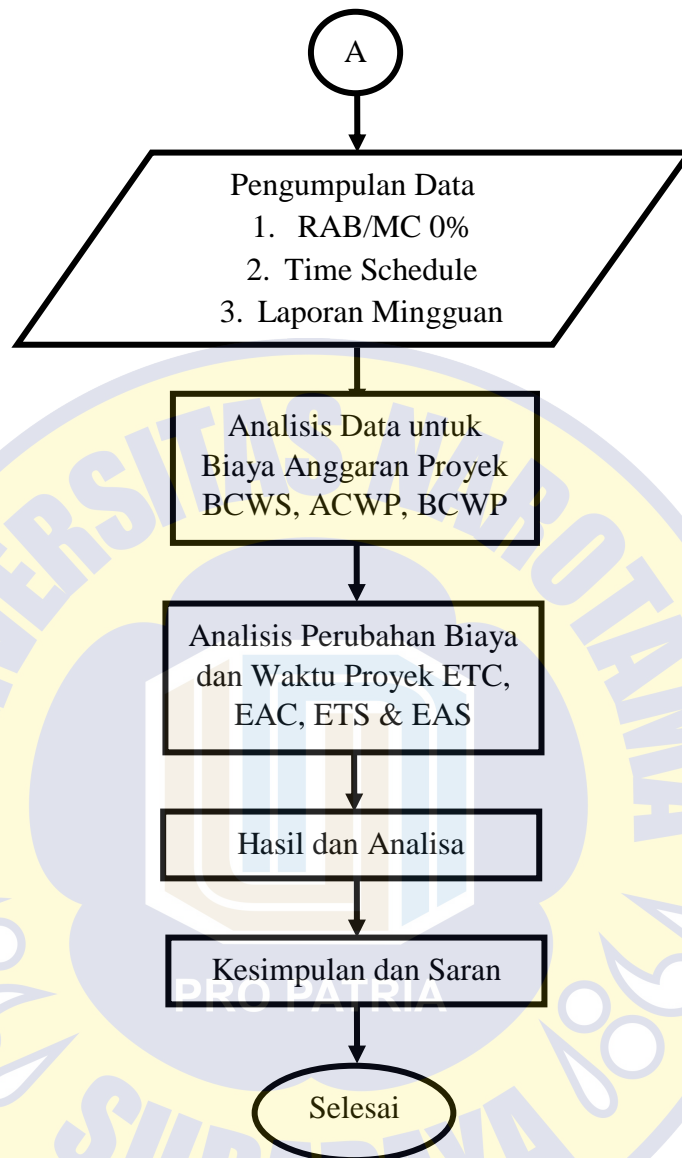 A
Pengumpulan Data
1. RAB/MC 0%
2. Time Schedule
3. Laporan Mingguan
Analisis Data untuk
Biaya Anggaran Proyek
BCWS, ACWP, BCWP
Analisis Perubahan Biaya
dan Waktu Proyek ETC,
EAC, ETS & EAS
Hasil dan Analisa
Kesimpulan dan Saran
PRO PATRIA
Selesai